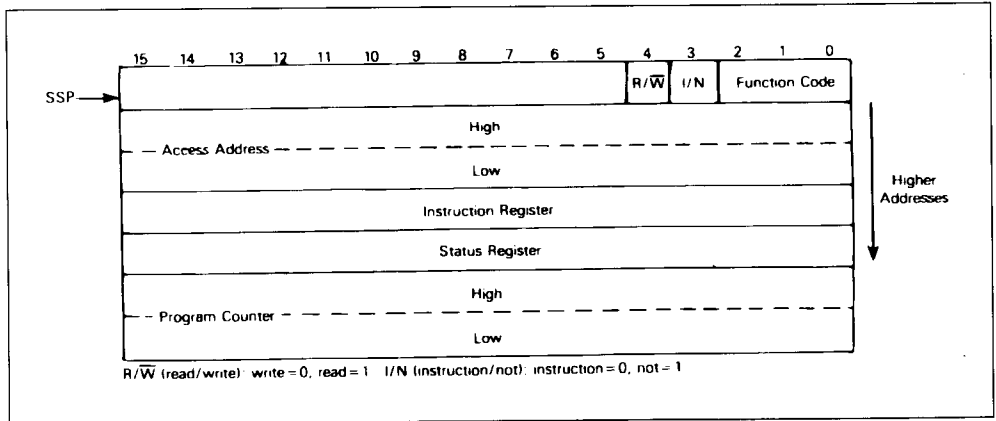 15 14 13 12 11 10 9 8 7 6 5 4 3 2 1 0
R/W̅ I/N Function Code
SSP
High
Access Address
Low
Higher
Addresses
Instruction Register
Status Register
High
Program Counter
Low
R/W̅ (read/write): write = 0, read = 1 I/N (instruction/not): instruction = 0, not = 1